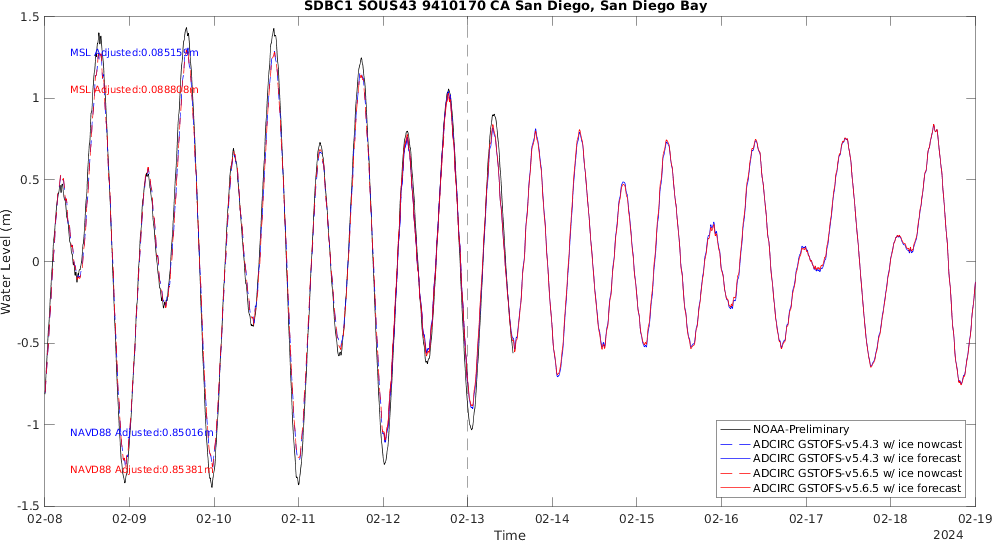 SDBC1 SOUS43 9410170 CA San Diego, San Diego Bay
1.5
MSL Adjusted:0.085159m
MSL Adjusted:0.088808m
1
0.5
0
-0.5
-1
-1.5
Water Level (m)
NAVD88 Adjusted:0.85016m
NAVD88 Adjusted:0.85381m
NOAA-Preliminary
ADCIRC GSTOFS-v5.4.3 w/ ice nowcast
ADCIRC GSTOFS-v5.4.3 w/ ice forecast
ADCIRC GSTOFS-v5.6.5 w/ ice nowcast
ADCIRC GSTOFS-v5.6.5 w/ ice forecast
02-08 02-09 02-10 02-11 02-12 02-13 02-14 02-15 02-16 02-17 02-18 02-19
Time
2024